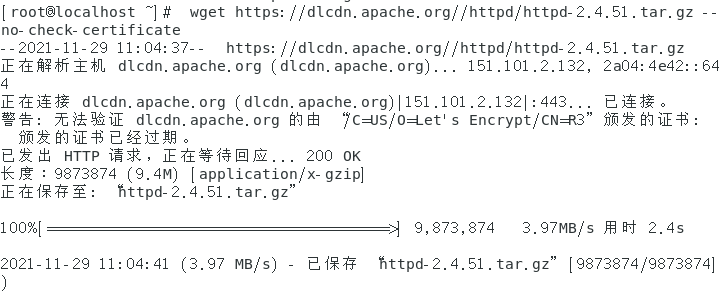 [root@localhost ~]# wget https://dlcdn.apache.org//httpd/httpd-2.4.51.tar.gz --
no-check-certificate
--2021-11-29 11:04:37-- https://dlcdn.apache.org//httpd/httpd-2.4.51.tar.gz
正在解析主机 dlcdn.apache.org (dlcdn.apache.org)... 151.101.2.132, 2a04:4e42::64
4
正在连接 dlcdn.apache.org (dlcdn.apache.org)|151.101.2.132|:443... 已连接。
警告: 无法验证 dlcdn.apache.org 的由 “/C=US/O=Let's Encrypt/CN=R3” 颁发的证书:
颁发的证书已经过期。
已发出 HTTP 请求，正在等待回应... 200 OK
长度：9873874 (9.4M) [application/x-gzip]
正在保存至: “httpd-2.4.51.tar.gz”
100%[======================================>] 9,873,874 3.97MB/s 用时 2.4s
2021-11-29 11:04:41 (3.97 MB/s) - 已保存 “httpd-2.4.51.tar.gz” [9873874/9873874]
)